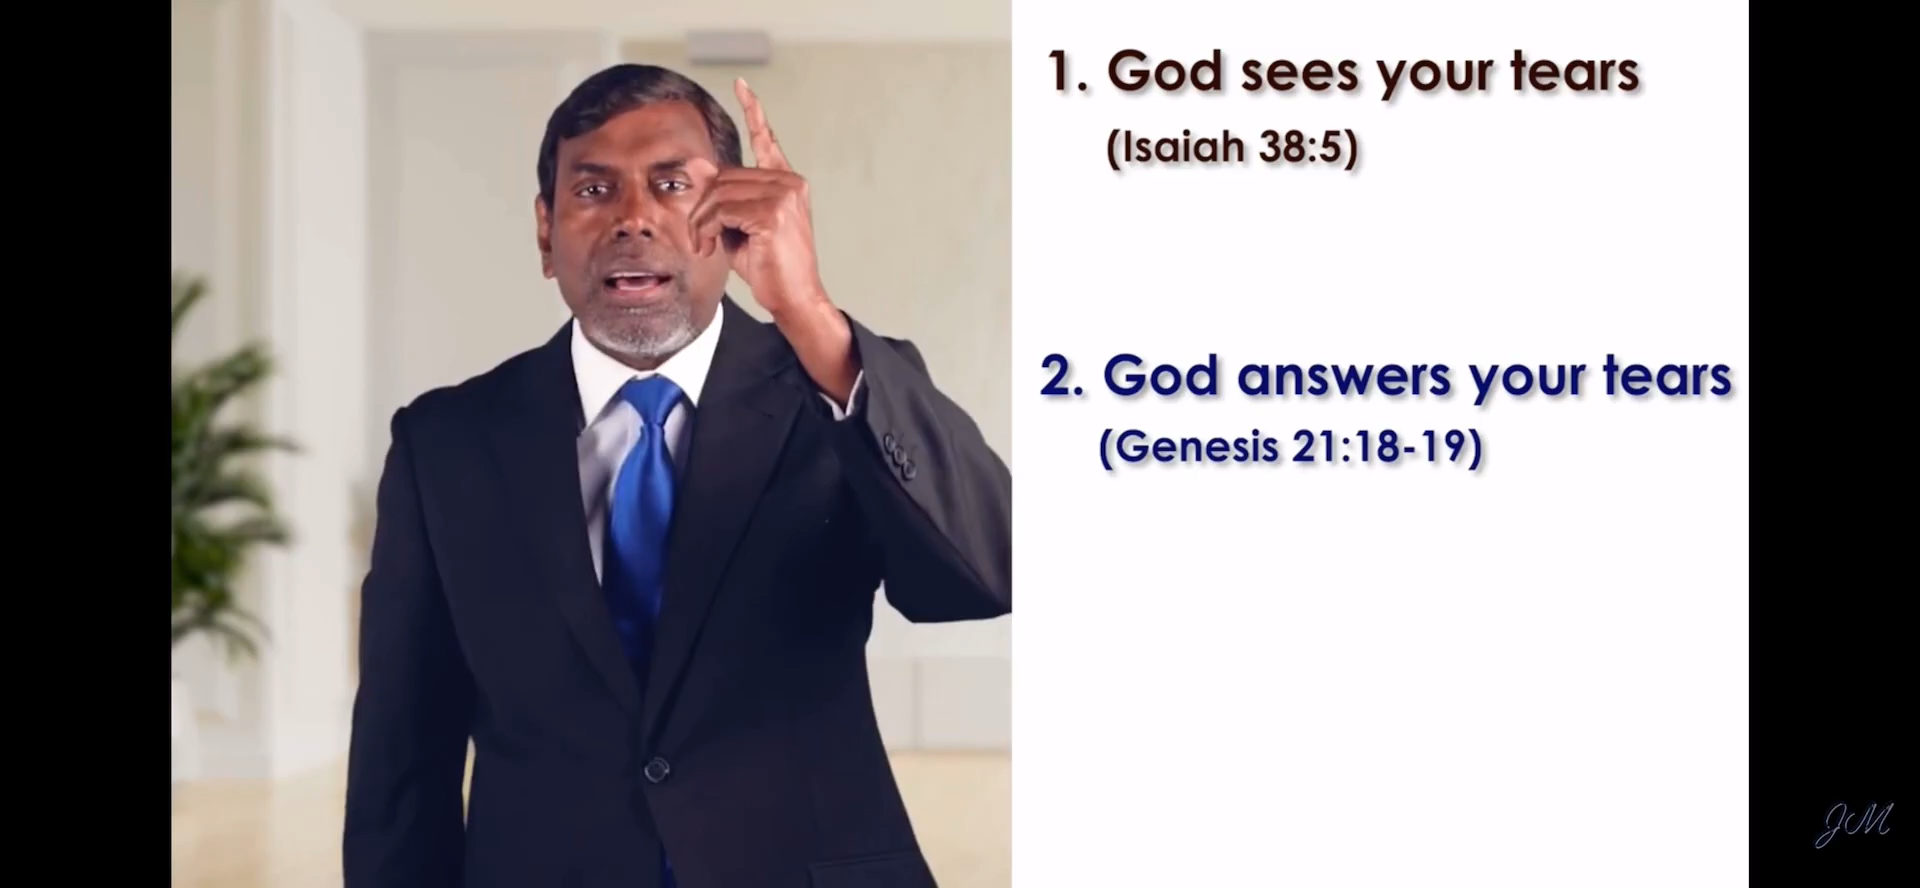 1. God sees your tears
(Isaiah 38:5)
2. God answers your tears
(Genesis 21:18-19)
JM